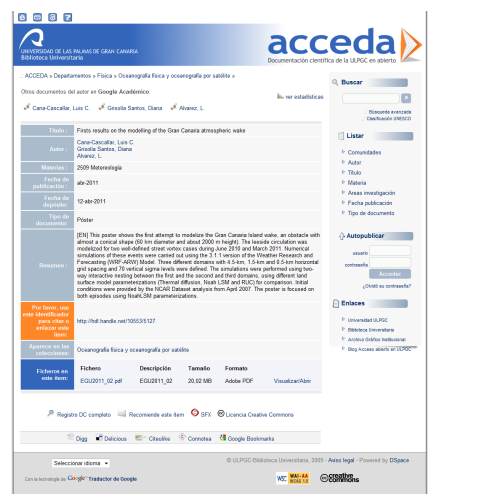 UNIVERSIDAD DE LAS PALMAS DE GRAN CANARIA
Biblioteca Universitaria
acceda
Documentación científica de la ULPGC en abierto
ACCEDA » Departamentos » Física » Oceanografía física y oceanografía por satélite »
Otros documentos del autor en Google Académico:
ver estadísticas
Cana-Cascallar, Luis C. Grisolía Santos, Diana Alvarez, L.
Título : Firsts results on the modelling of the Gran Canaria atmospheric wake
Autor : Cana-Cascallar, Luis C.
Grisolía Santos, Diana
Alvarez, L.
Materias : 2509 Metereología
Fecha de publicación : abr-2011
Fecha de depósito: 12-abr-2011
Tipo de documento: Póster
Resumen : [EN] This poster shows the first attempt to modelize the Gran Canaria Island wake, an obstacle with
almost a conical shape (60 km diameter and about 2000 m height). The leeside circulation was
modelized for two well-defined street vortex cases during June 2010 and March 2011. Numerical
simulations of these events were carried out using the 3.1.1 version of the Weather Research and
Forecasting (WRF-ARW) Model. Three different domains with 4.5-km, 1.5-km and 0.5-km horizontal
grid spacing and 70 vertical sigma levels were defined. The simulations were performed using two-
way interactive nesting between the first and the second and third domains, using different land
surface model parameterizations (Thermal diffusion, Noah LSM and RUC) for comparison. Initial
conditions were provided by the NCAR Dataset analysis from April 2007. The poster is focused on
both episodes using NoahLSM parameterizations.
Por favor, use
este identificador
para citar o
enlazar este
ítem:
http://hdl.handle.net/10553/5127
Aparece en las
colecciones:
Oceanografía física y oceanografía por satélite
Ficheros en
este ítem:
Fichero Descripción Tamaño Formato
EGU2011_02.pdf EGU2011_02 20,02 MB Adobe PDF Visualizar/Abrir
Registro DC completo Recomiende este ítem SFX Licencia Creative Commons
Digg Delicious Citeulike Connotea Google Bookmarks
Buscar
Búsqueda avanzada
Clasificación UNESCO
Listar
Comunidades
Autor
Título
Materia
Areas investigación
Fecha publicación
Tipo de documento
Autopublicar
usuario
contraseña
Acceder
¿Olvidó su contraseña?
Enlaces
Universidad ULPGC
Biblioteca Universitaria
Archivo Gráfico Institucional
Blog Acceso abierto en ULPGC
Seleccionar idioma
Con la tecnología de Google Traductor de Google
© ULPGC·Biblioteca Universitaria, 2009 · Aviso legal · Powered by DSpace
W3C WAI-AA
WCAG 1.0
creative
commons